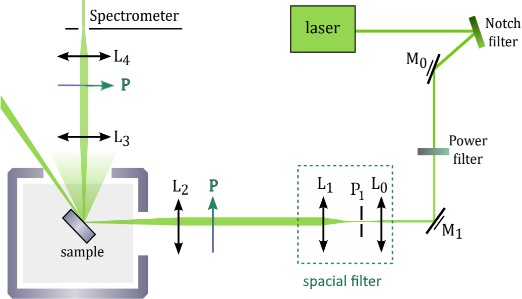 Spectrometer
laser
Notch
filter
L4
M0
P
L3
Power
filter
L2
P
L1
P1
L0
M1
sample
spacial filter